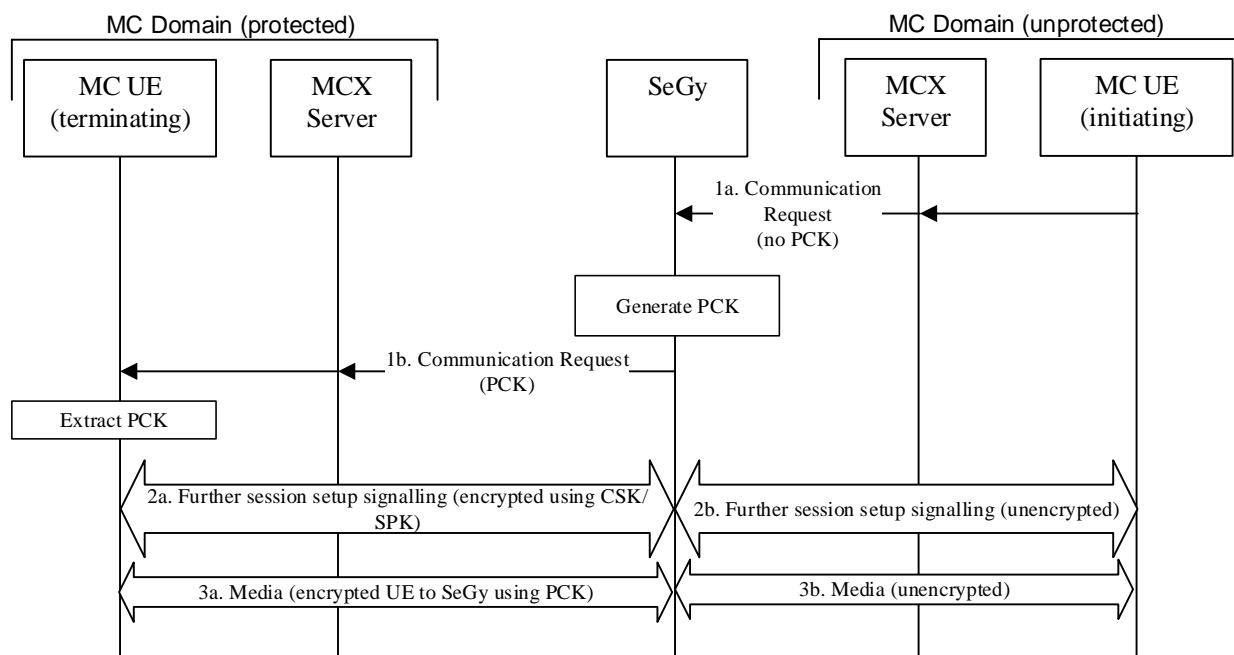 MC Domain (protected)
MC Domain (unprotected)
MC UE
(terminating)
MCX
Server
SeGy
MCX
Server
MC UE
(initiating)
1a. Communication
Request
(no PCK)
Generate PCK
1b. Communication Request
(PCK)
Extract PCK
2a. Further session setup signalling (encrypted using CSK/
SPK)
2b. Further session setup signalling (unencrypted)
3a. Media (encrypted UE to SeGy using PCK)
3b. Media (unencrypted)